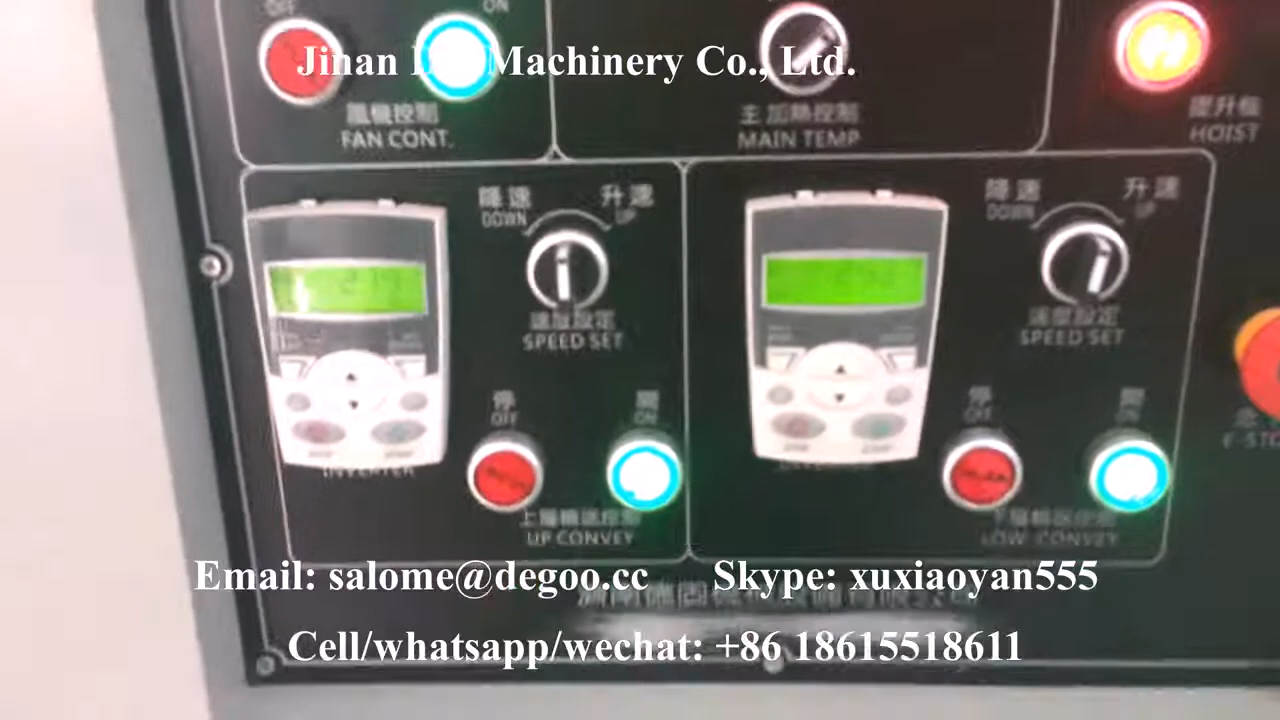 OFF
ON
Jinan Machinery Co., Ltd.
風機控制
FAN CONT.
主加熱控制
MAIN TEMP
HOIST
降速
DOWN
升速
UP
速度設定
SPEED SET
停
OFF
開
ON
INVERTER
UP CONVEY
降速
DOWN
升速
UP
速度設定
SPEED SET
停
OFF
開
ON
LOW CONVEY
Email: salome@degoo.cc Skype: xuxiaoyan555
Cell/whatsapp/wechat: +86 18615518611